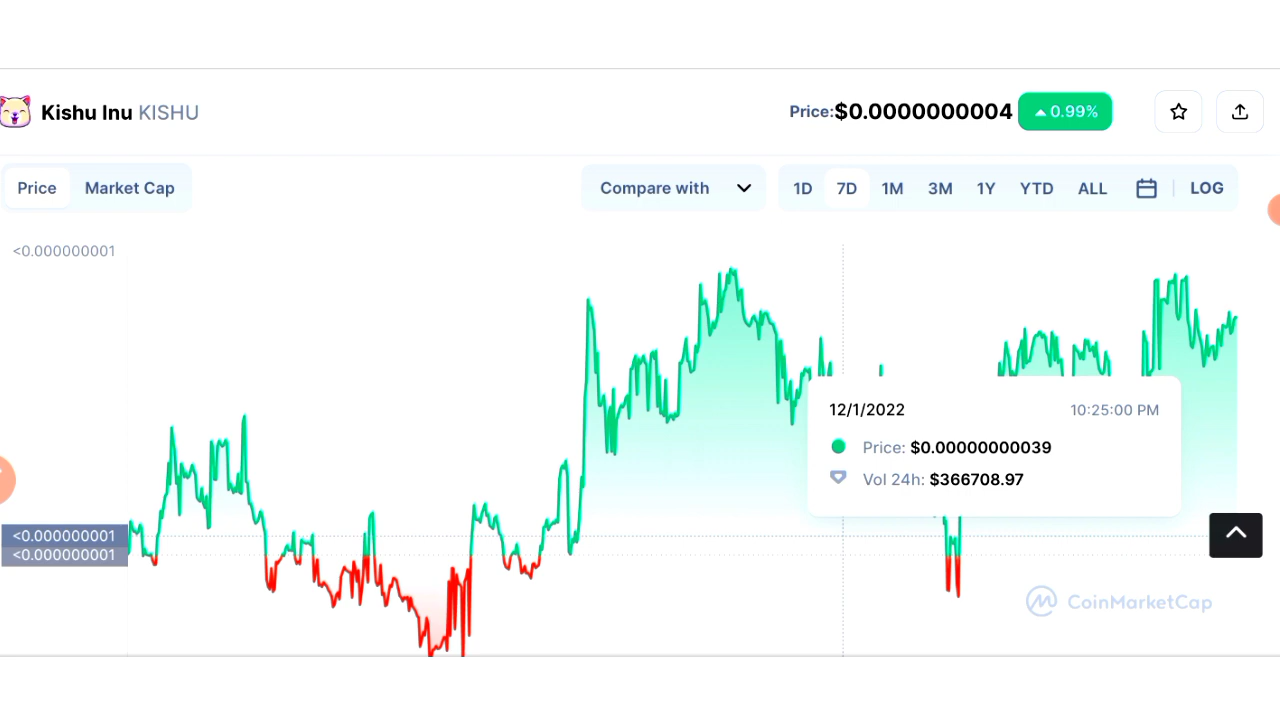 Kishu Inu KISHU
Price:$0.0000000004 0.99%
Price Market Cap
Compare with 1D 7D 1M 3M 1Y YTD ALL LOG
<0.000000001
12/1/2022 10:25:00 PM
Price: $0.00000000039
Vol 24h: $366708.97
<0.000000001
<0.000000001
CoinMarketCap